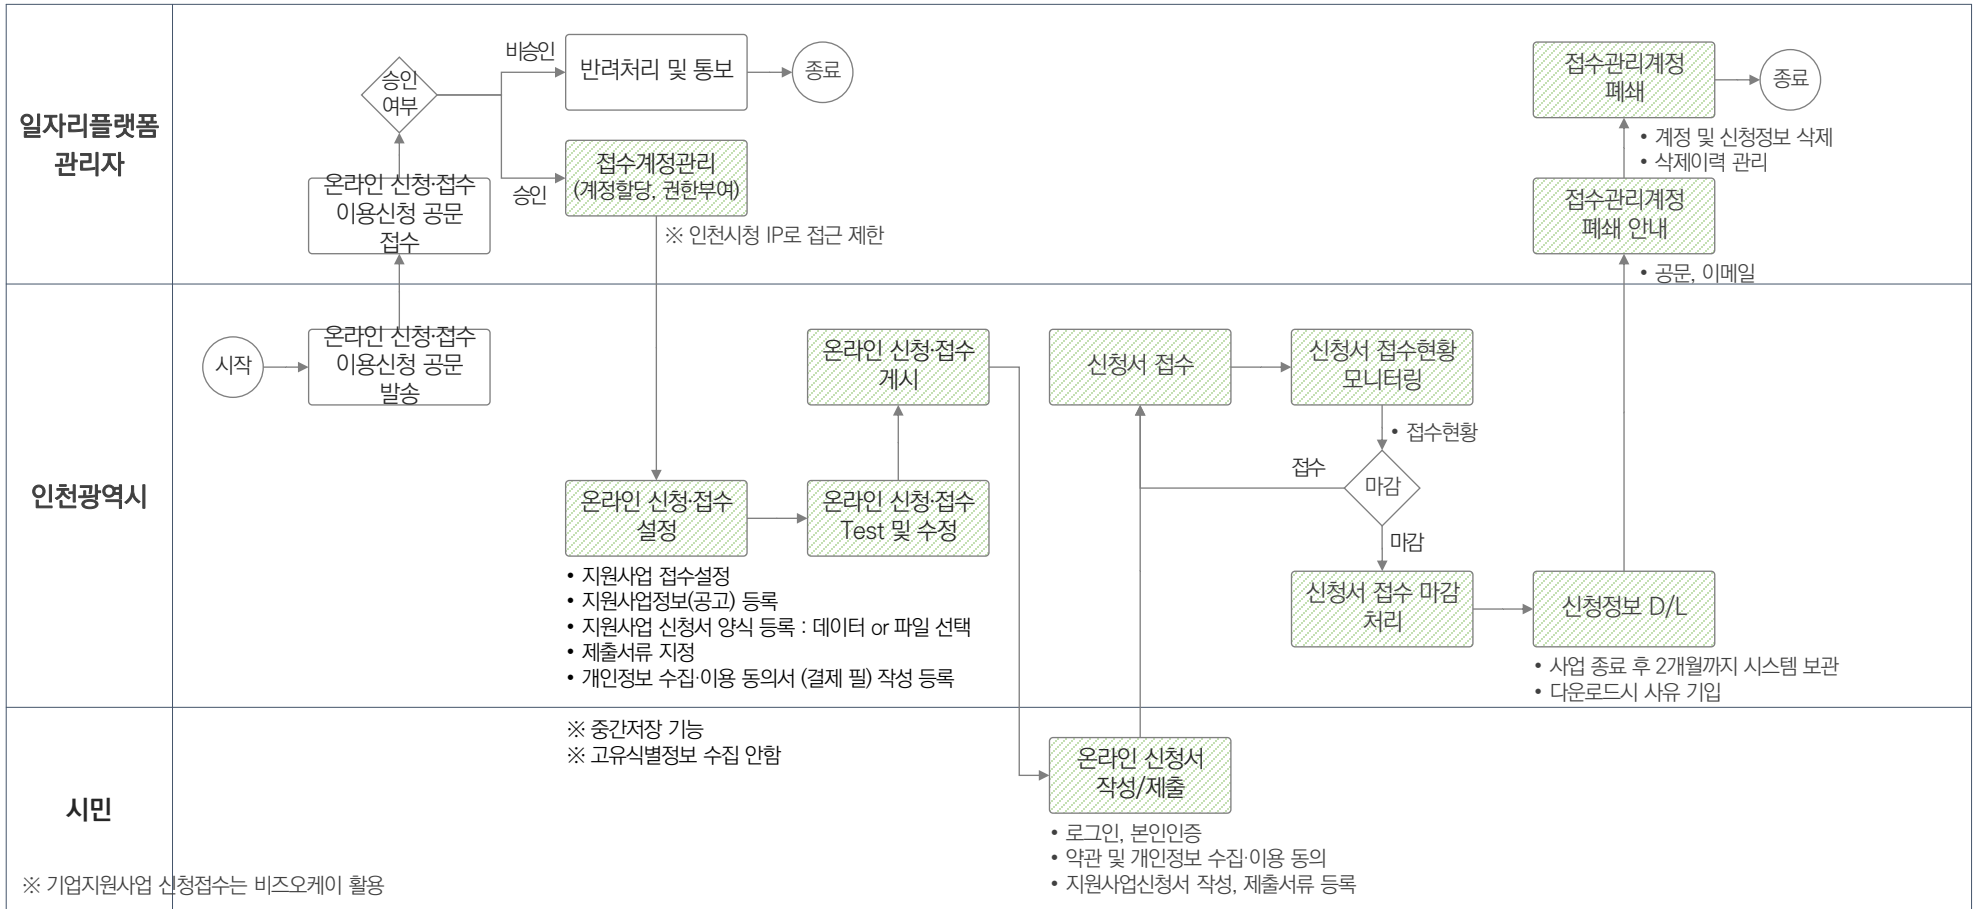 일자리플랫폼
관리자
승인
여부
비승인
반려처리 및 통보
종료
승인
접수계정관리
(계정할당, 권한부여)
※ 인천시청 IP로 접근 제한
온라인 신청·접수
이용신청 공문
접수
접수관리계정
폐쇄
종료
• 계정 및 신청정보 삭제
• 삭제이력 관리
접수관리계정
폐쇄 안내
• 공문, 이메일
인천광역시
시작
온라인 신청·접수
이용신청 공문
발송
온라인 신청·접수
설정
온라인 신청·접수
Test 및 수정
온라인 신청·접수
게시
• 지원사업 접수설정
• 지원사업정보(공고) 등록
• 지원사업 신청서 양식 등록 : 데이터 or 파일 선택
• 제출서류 지정
• 개인정보 수집·이용 동의서 (결제 필) 작성 등록
신청서 접수
신청서 접수현황
모니터링
• 접수현황
접수
마감
마감
신청서 접수 마감
처리
신청정보 D/L
• 사업 종료 후 2개월까지 시스템 보관
• 다운로드시 사유 기입
시민
※ 중간저장 기능
※ 고유식별정보 수집 안함
온라인 신청서
작성/제출
• 로그인, 본인인증
• 약관 및 개인정보 수집·이용 동의
• 지원사업신청서 작성, 제출서류 등록
※ 기업지원사업 신청접수는 비즈오케이 활용